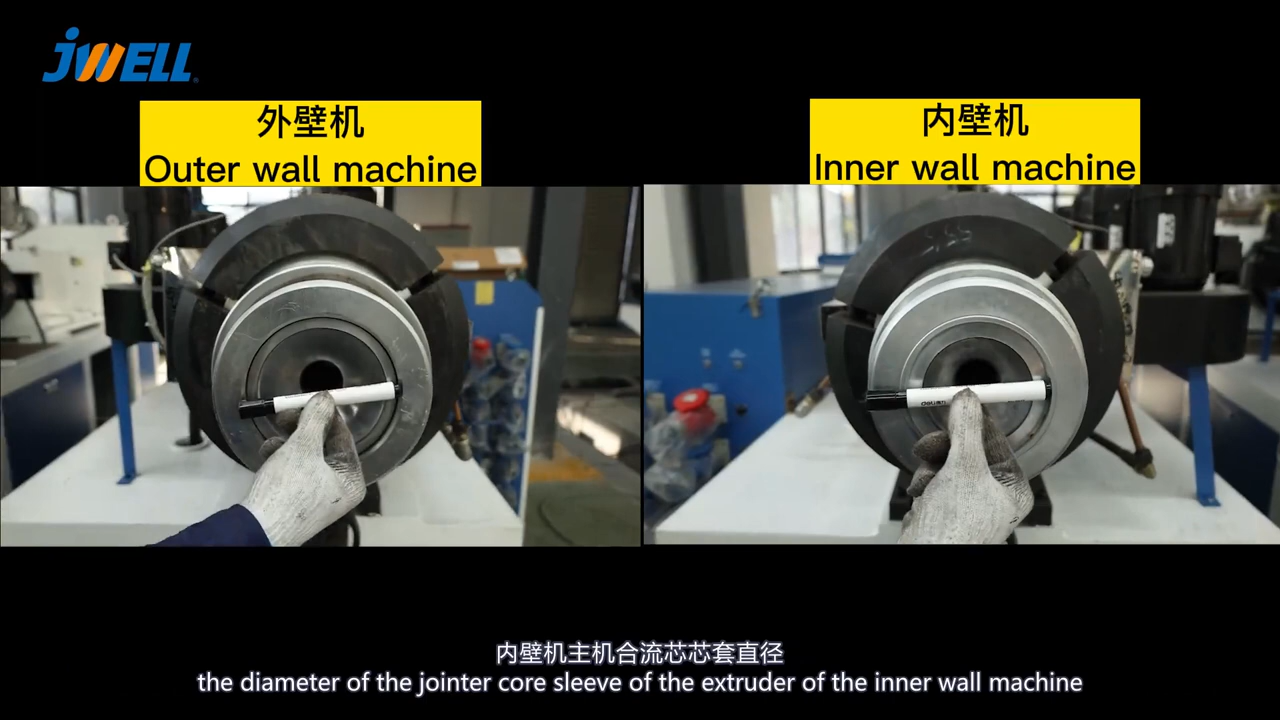 JWELL
外壁机
Outer wall machine
内壁机
Inner wall machine
内壁机主机合流芯芯套直径
the diameter of the jointer core sleeve of the extruder of the inner wall machine